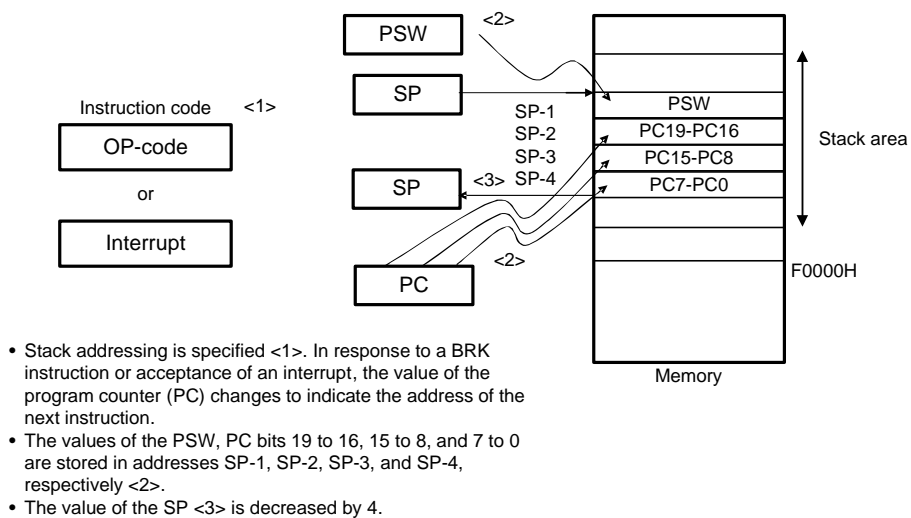 PSW
<2>
SP
Instruction code <1>
OP-code
or
Interrupt
SP-1
SP-2
SP-3
SP-4
SP
<3>
PC
<2>
PSW
PC19-PC16
PC15-PC8
PC7-PC0
Stack area
F0000H
Memory
• Stack addressing is specified <1>. In response to a BRK
instruction or acceptance of an interrupt, the value of the
program counter (PC) changes to indicate the address of the
next instruction.
• The values of the PSW, PC bits 19 to 16, 15 to 8, and 7 to 0
are stored in addresses SP-1, SP-2, SP-3, and SP-4,
respectively <2>.
• The value of the SP <3> is decreased by 4.